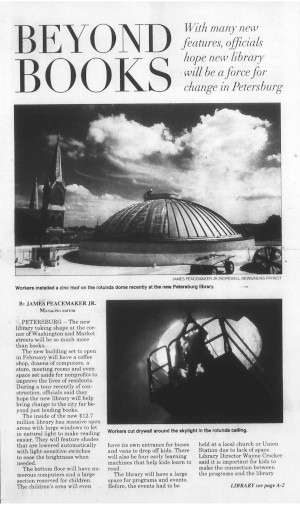 BEYOND
BOOKS
With many new
features, officials
hope new library
will be a force for
change in Petersburg
JAMES PEACEMAKER JR./HOPEWELL NEWS/NEWS PATRIOT
Workers installed a zinc roof on the rotunda dome recently at the new Petersburg library.
BY JAMES PEACEMAKER JR.
MANAGING EDITOR
PETERSBURG – The new
library taking shape at the cor-
ner of Washington and Market
streets will be so much more
than books.
The new building set to open
in February will have a coffee
shop, dozens of computers, a
store, meeting rooms and even
space set aside for nonprofits to
improve the lives of residents.
During a tour recently of con-
struction, officials said they
hope the new library will help
bring change to the city far be-
yond just lending books.
The inside of the new $12.7
million library has massive open
areas with large windows to let
in natural light to make reading
easier. They will feature shades
that are lowered automatically
with light-sensitive switches
to ease the brightness when
needed.
The bottom floor will have nu-
merous computers and a large
section reserved for children.
The children's area will even
Workers cut drywall around the skylight in the rotunda ceiling.
have its own entrance for buses
and vans to drop off kids. There
will also be four early learning
machines that help kids learn to
read.
The library will have a large
space for programs and events.
Before, the events had to be
held at a local church or Union
Station due to lack of space.
Library Director Wayne Crocker
said it is important for kids to
make the connection between
the programs and the library
LIBRARY see page A-2